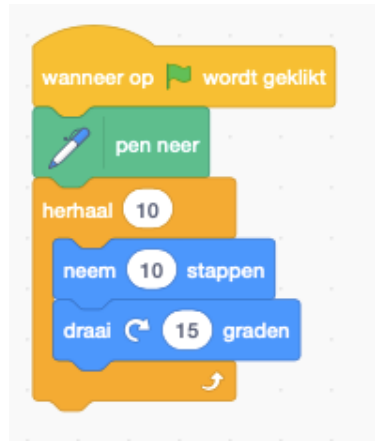 wanneer op wordt geklikt
pen neer
herhaal 10
neem 10 stappen
draai 15 graden